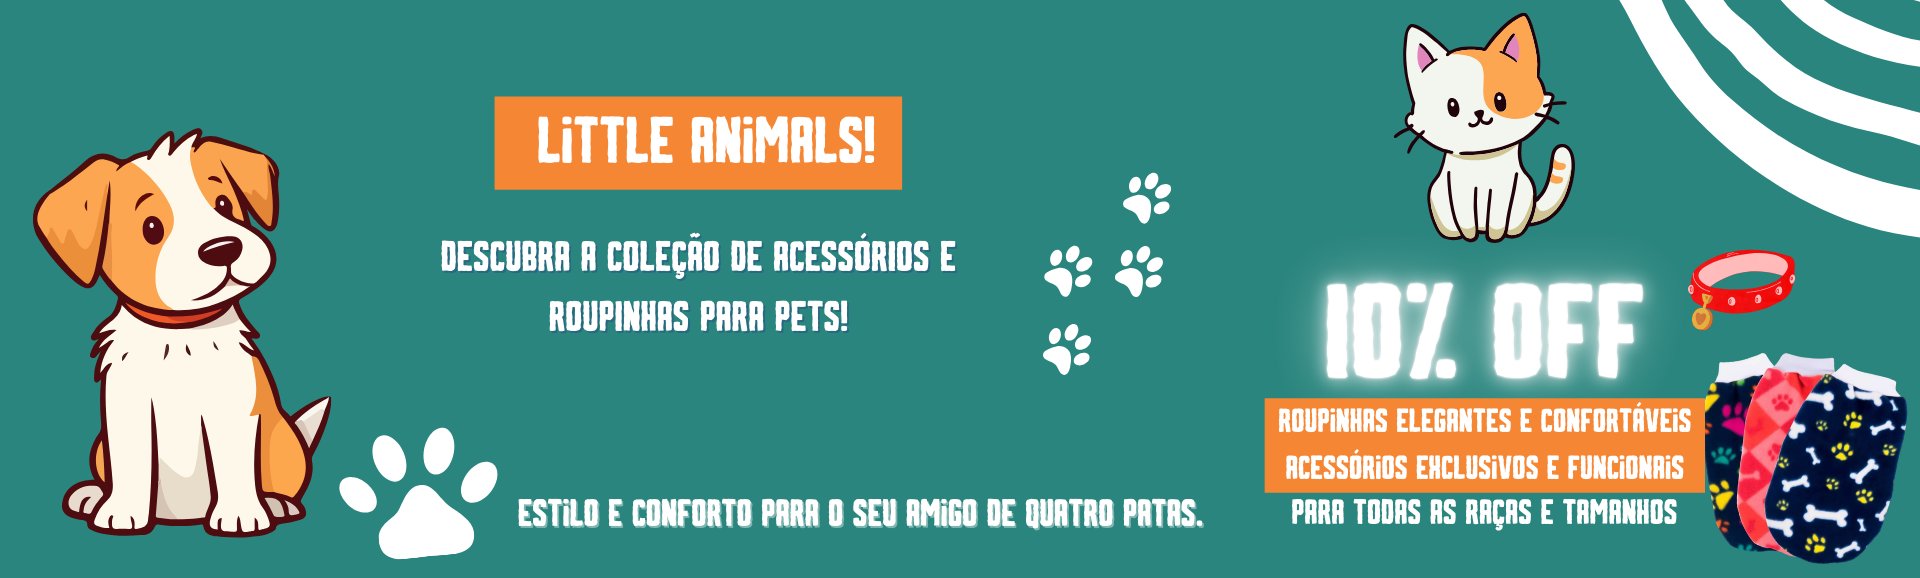 LiTTLE ANiMALS!
DESCUBRA A COLEÇÃO DE ACESSÓRIOS E
ROUPINHAS PARA PETS!
ESTiLO E CONFORTO PARA O SEU AMiGO DE QUATRO PATAS.
10% OFF
ROUPiNHAS ELEGANTES E CONFORTÁVEiS
ACESSÓRiOS EXCLUSiVOS E FUNCiONAiS
PARA TODAS AS RAÇAS E TAMANHOS